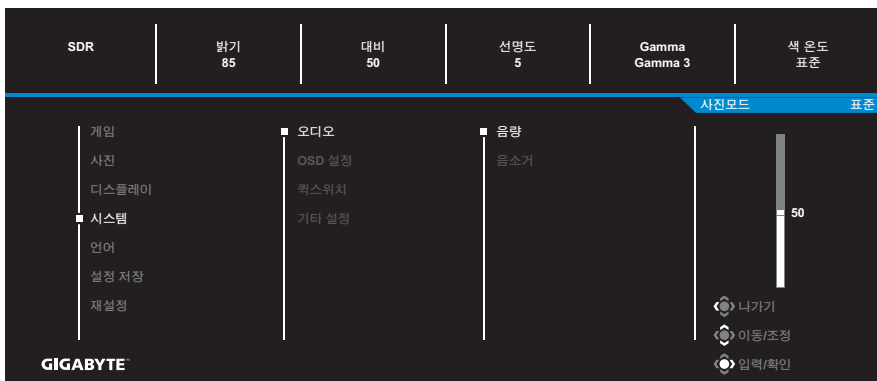 SDR
밝기
85
대비
50
선명도
5
Gamma
Gamma 3
색 온도
표준
사진모드 표준
게임
사진
디스플레이
시스템
언어
설정 저장
재설정
오디오
OSD 설정
퀵스위치
기타 설정
음량
음소거
50
나가기
이동/조정
입력/확인
GIGABYTE™